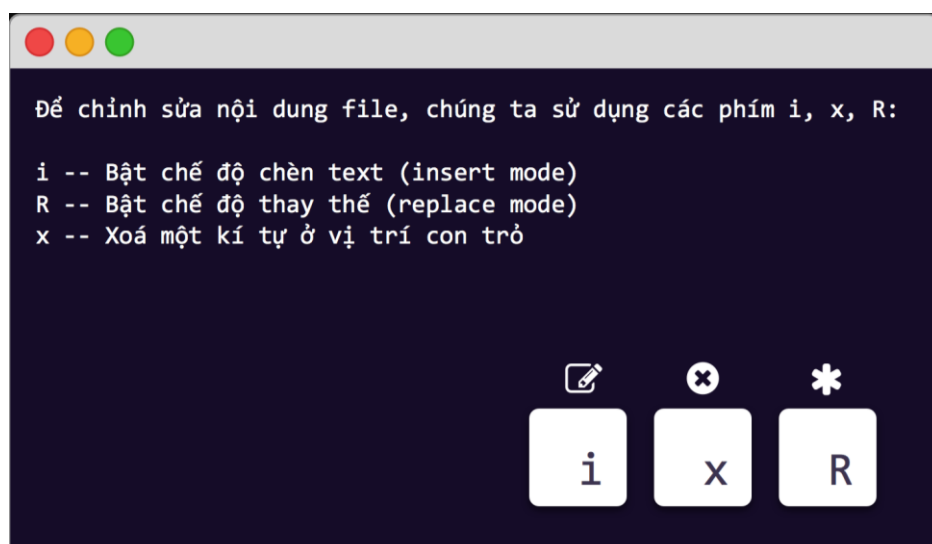 Để chỉnh sửa nội dung file, chúng ta sử dụng các phím i, x, R:
i -- Bật chế độ chèn text (insert mode)
R -- Bật chế độ thay thế (replace mode)
x -- Xoá một kí tự ở vị trí con trỏ
i x R